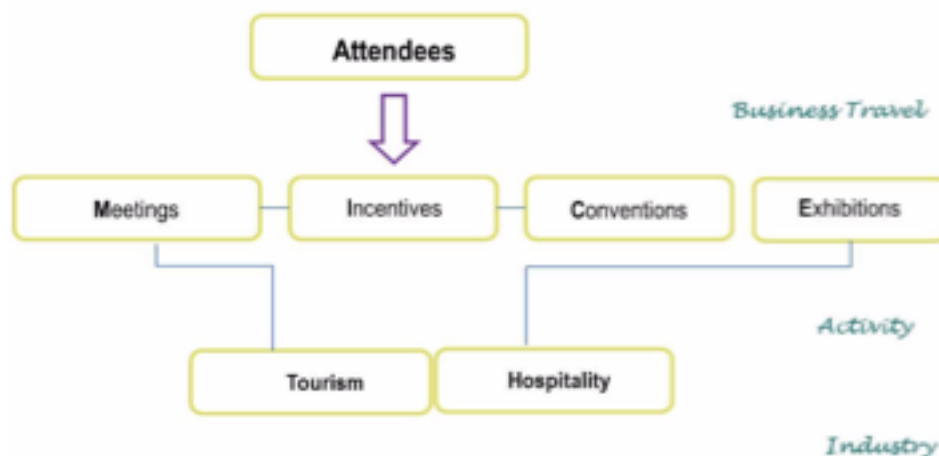 Attendees
Business Travel
Meetings
Incentives
Conventions
Exhibitions
Activity
Tourism
Hospitality
Industry